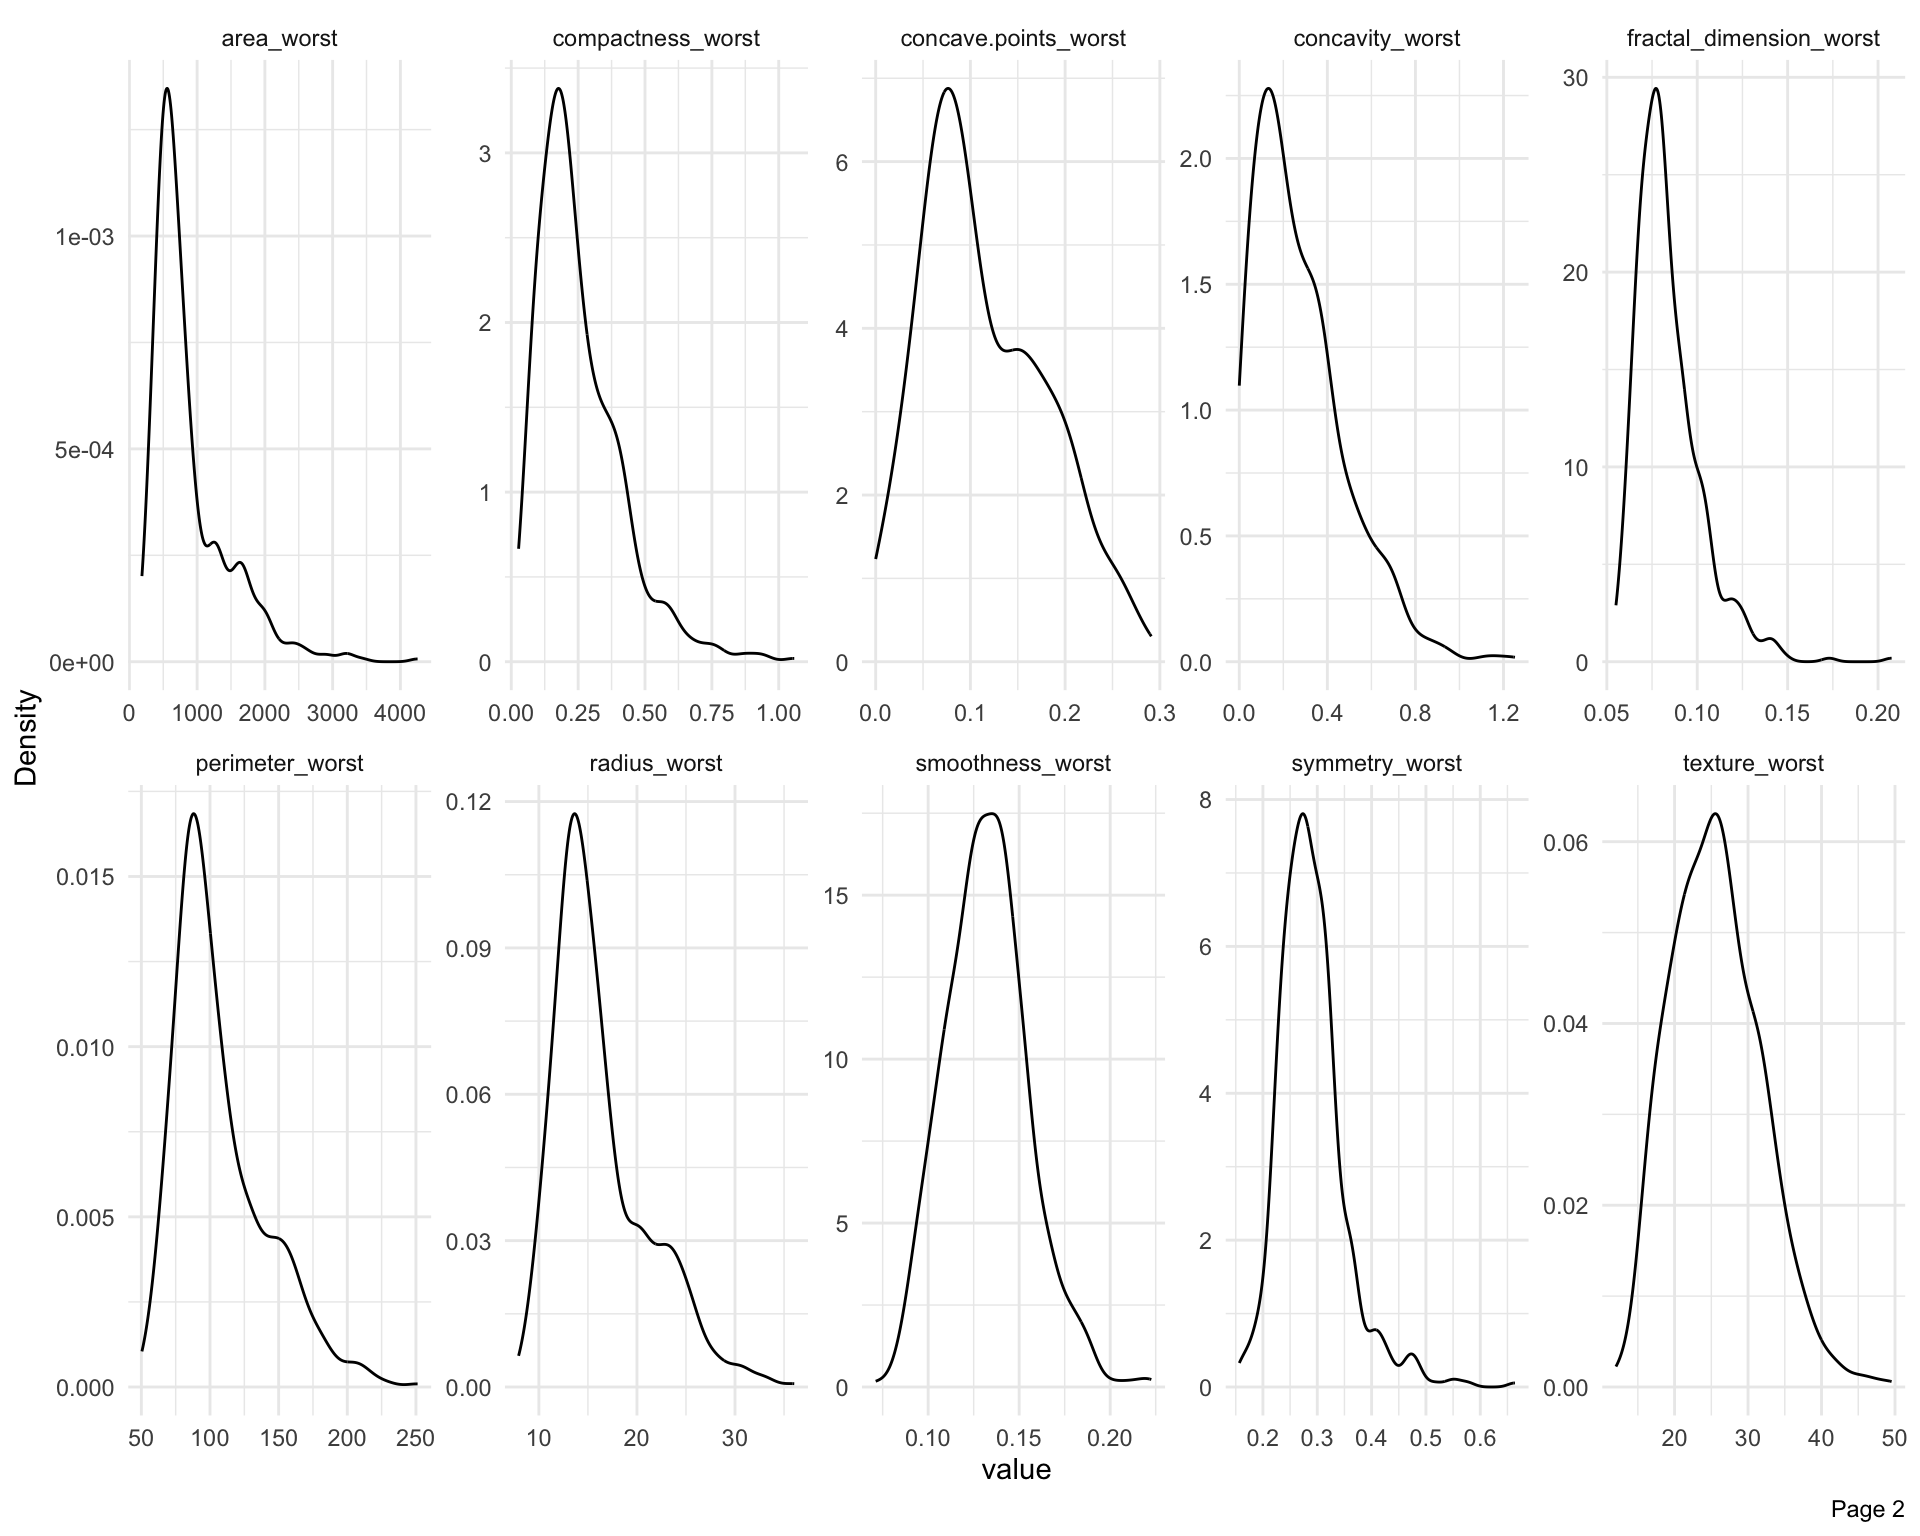 area_worst compactness_worst concave.points_worst concavity_worst fractal_dimension_worst
1e-03 5e-04 0e+00
3 2 1 0
6 4 2 0
2.0 1.5 1.0 0.5 0.0
30 20 10 0
0 1000 2000 3000 4000 0.00 0.25 0.50 0.75 1.00 0.0 0.1 0.2 0.3 0.0 0.4 0.8 1.2 0.05 0.10 0.15 0.20
Density
perimeter_worst radius_worst smoothness_worst symmetry_worst texture_worst
0.015 0.010 0.005 0.000
0.12 0.09 0.06 0.03 0.00
15 10 5 0
8 6 4 2 0
0.06 0.04 0.02 0.00
50 100 150 200 250 10 20 30 0.10 0.15 0.20 0.2 0.3 0.4 0.5 0.6 20 30 40 50
value
Page 2